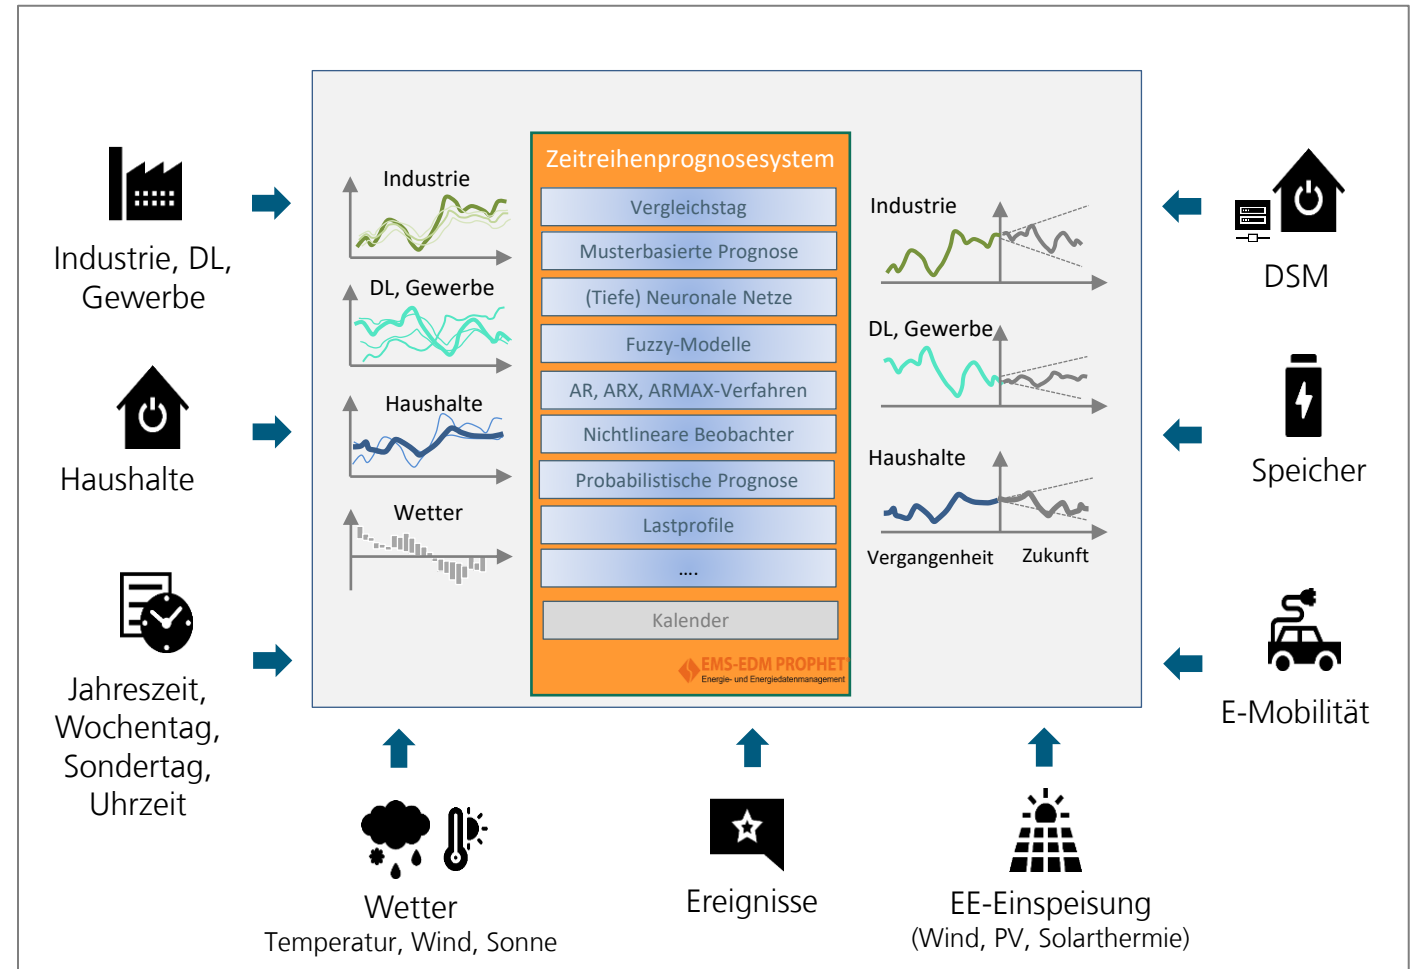 Zeitreihenprognosesystem
Vergleichstag
Musterbasierte Prognose
(Tiefe) Neuronale Netze
Fuzzy-Modelle
AR, ARX, ARMAX-Verfahren
Nichtlineare Beobachter
Probabilistische Prognose
Lastprofile
....
Kalender
EMS-EDM PROPHET
Energie- und Energiedatenmanagement
Industrie
DL, Gewerbe
Haushalte
Wetter
Industrie
DL, Gewerbe
Haushalte
Vergangenheit
Zukunft
Industrie, DL,
Gewerbe
Haushalte
Jahreszeit,
Wochentag,
Sondertag,
Uhrzeit
Wetter
Temperatur, Wind, Sonne
Ereignisse
EE-Einspeisung
(Wind, PV, Solarthermie)
DSM
Speicher
E-Mobilität